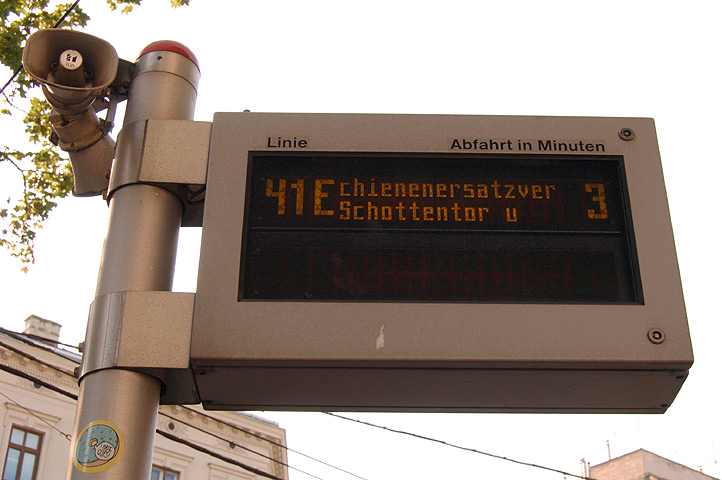 Linie Abfahrt in Minuten
41E chienenersatzver 3
Schottentor u